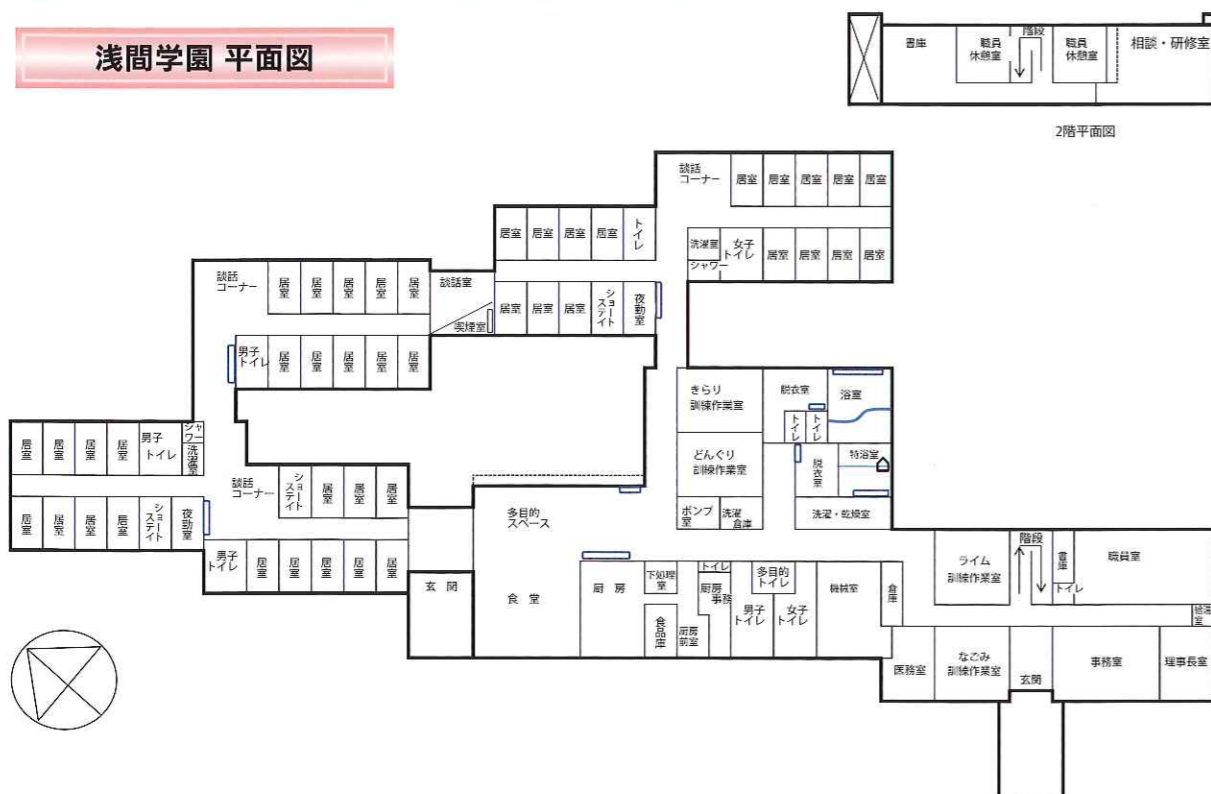 浅間学園 平面図
書庫
職員
休憩室
階段
職員
休憩室
相談・研修室
2階平面図
談話
コーナー
居室
居室
居室
居室
居室
洗濯室
シャワー
女子
トイレ
居室
居室
居室
居室
居室
居室
居室
居室
トイレ
居室
居室
居室
ショート
ステイ
夜勤室
談話室
喫煙室
談話
コーナー
居室
居室
居室
居室
居室
男子
トイレ
居室
居室
居室
居室
居室
居室
居室
居室
居室
男子
トイレ
シャワー
洗濯室
居室
居室
居室
居室
ショート
ステイ
夜勤室
談話
コーナー
ショート
ステイ
居室
居室
居室
男子
トイレ
居室
居室
居室
居室
居室
玄関
多目的
スペース
食堂
きらり
訓練作業室
どんぐり
訓練作業室
ポンプ
室
洗濯
倉庫
脱衣室
トイレ
トイレ
浴室
脱衣室
特浴室
洗濯・乾燥室
厨房
下処理
室
食品庫
トイレ
厨房
事務
厨房
前室
多目的
トイレ
男子
トイレ
女子
トイレ
機械室
倉庫
ライム
訓練作業室
階段
書庫
トイレ
職員室
給湯室
医務室
なごみ
訓練作業室
玄関
事務室
理事長室